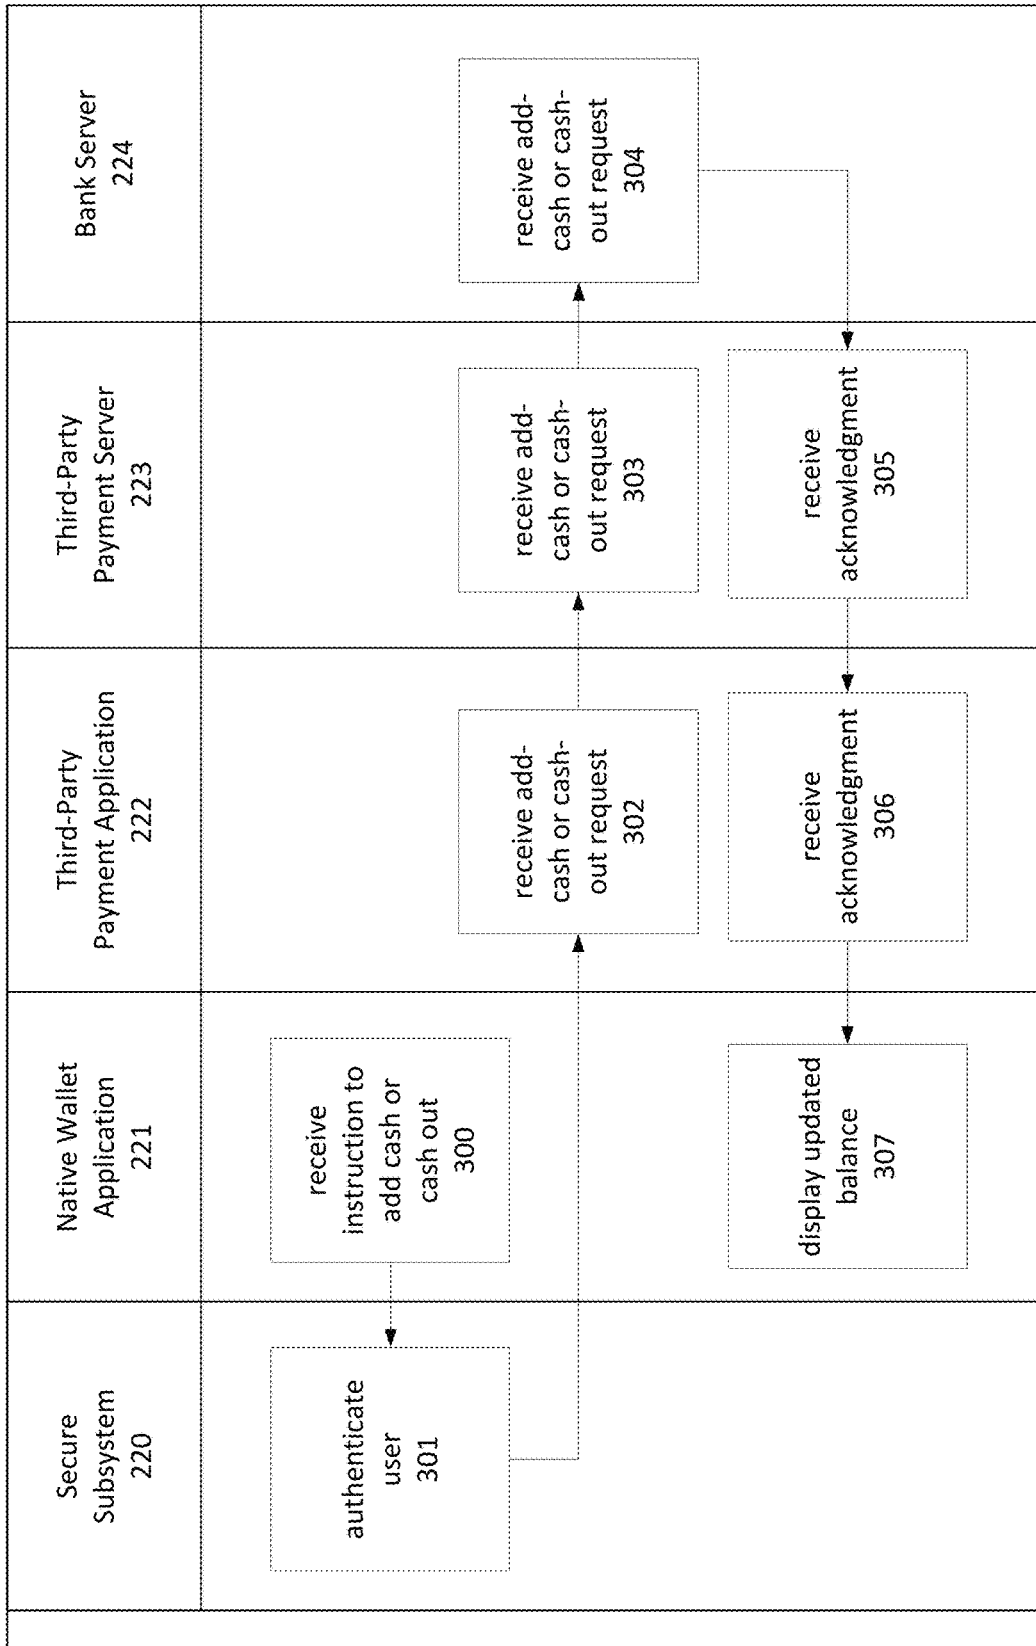 Secure
Subsystem
220
Native Wallet
Application
221
Third-Party
Payment Application
222
Third-Party
Payment Server
223
Bank Server
224
receive
instruction to
add cash or
cash out
300
authenticate
user
301
receive add-
cash or cash-
out request
302
receive add-
cash or cash-
out request
303
receive add-
cash or cash-
out request
304
receive
acknowledgment
305
receive
acknowledgment
306
display updated
balance
307